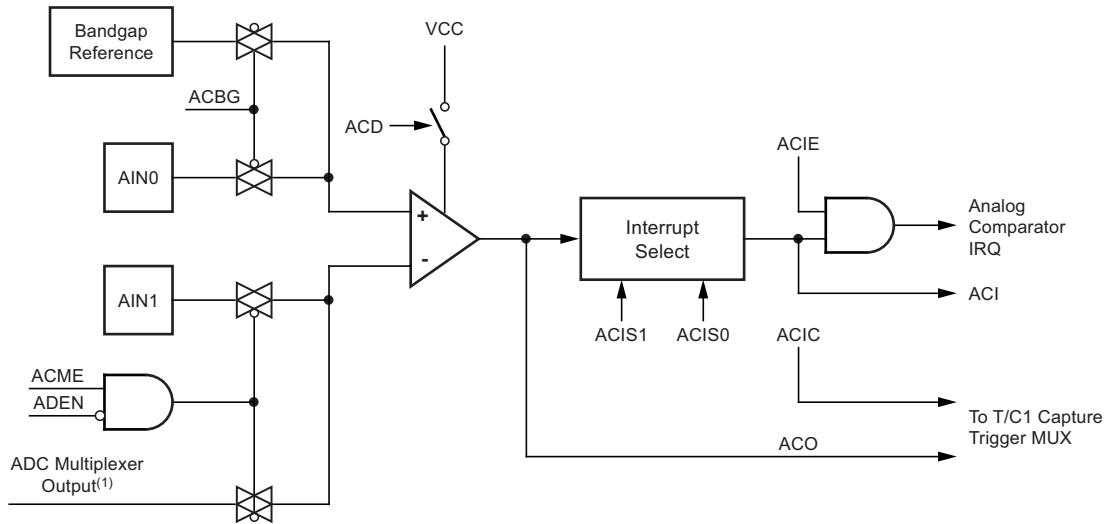 Bandgap
Reference
VCC
ACBG
ACD
ACIE
AIN0
+
Interrupt
Select
Analog
Comparator
IRQ
-
AIN1
ACI
ACIS1
ACIS0
ACIC
ACME
ADEN
To T/C1 Capture
Trigger MUX
ACO
ADC Multiplexer
Output(1)